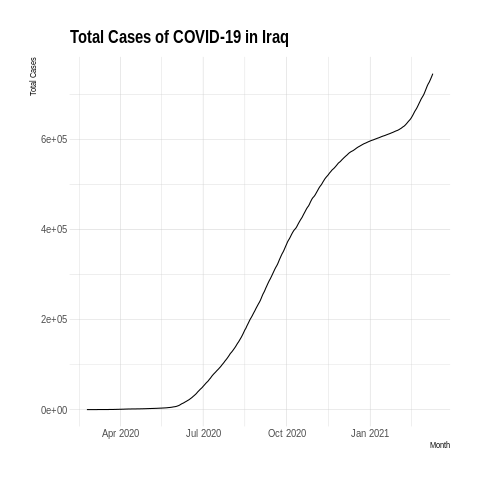 Total Cases of COVID-19 in Iraq
Total Cases
6e+05
4e+05
2e+05
0e+00
Apr 2020
Jul 2020
Oct 2020
Jan 2021
Month